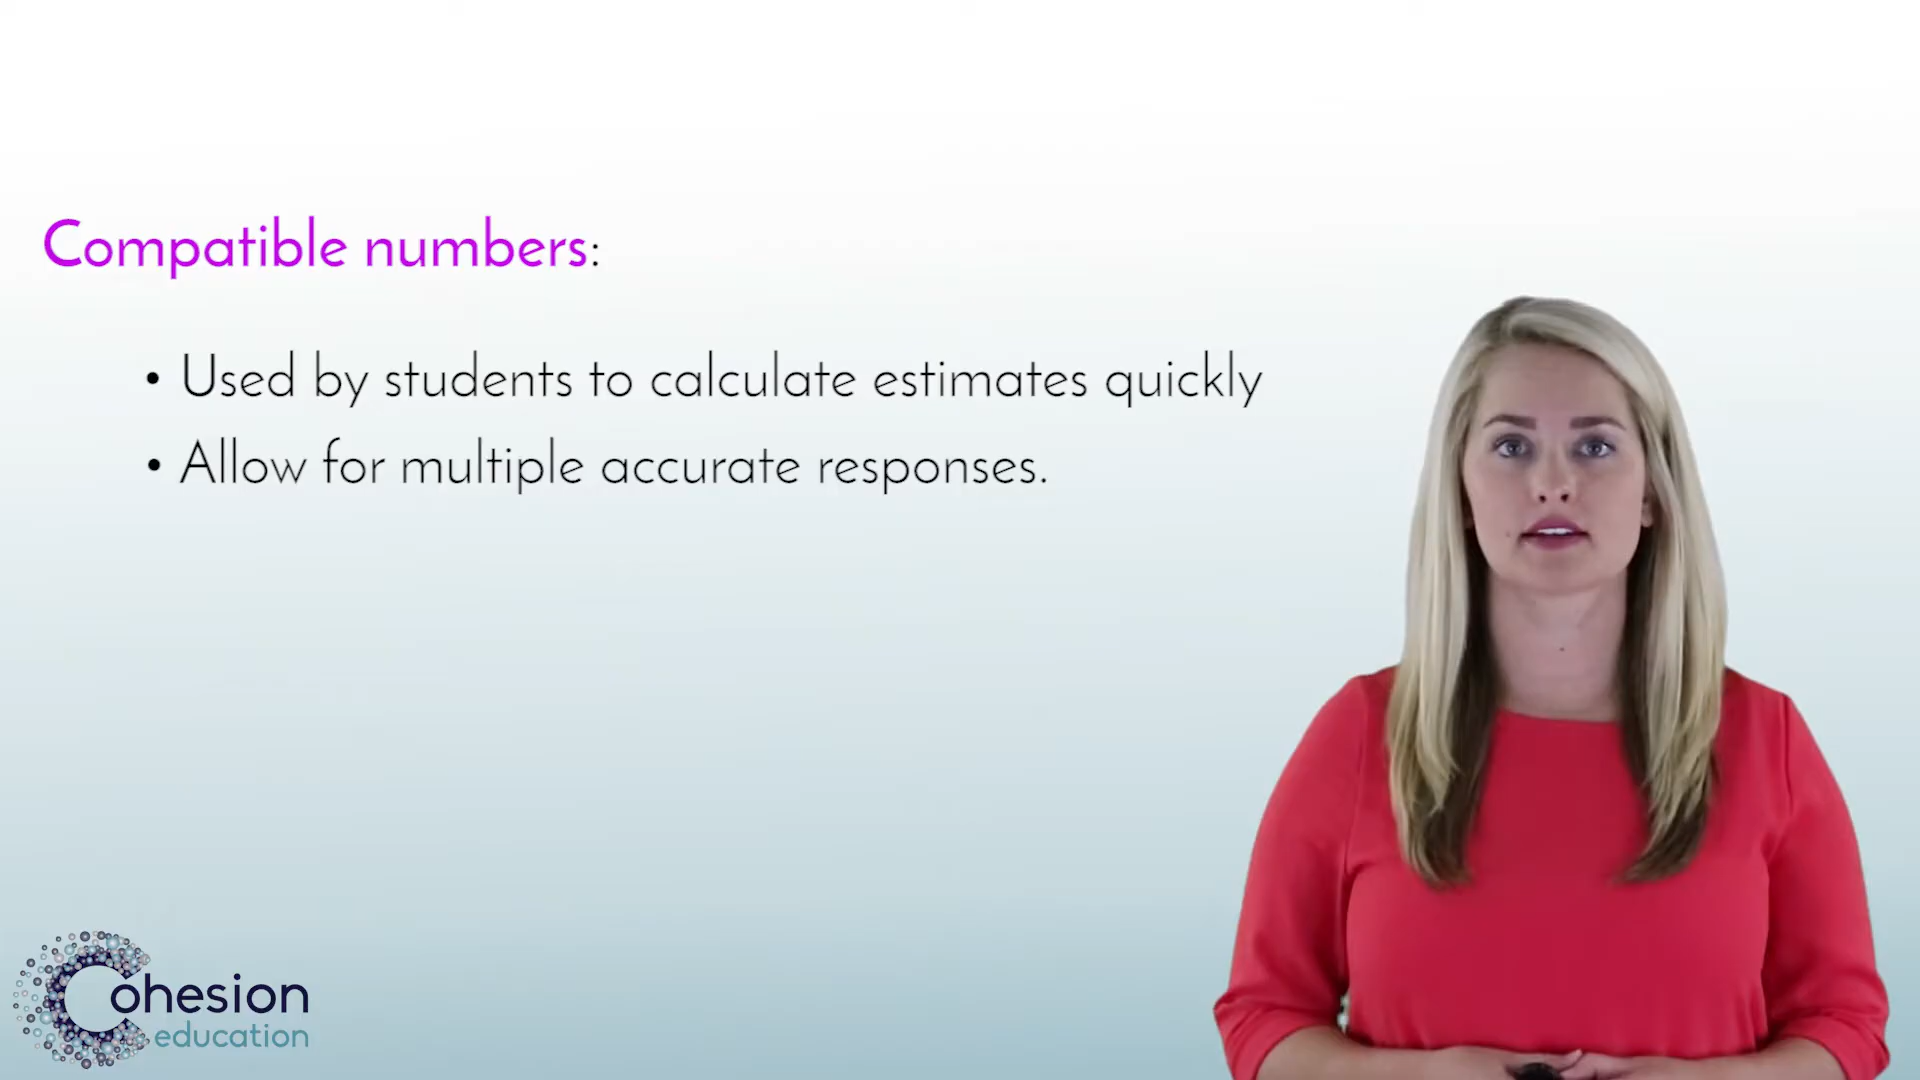 Compatible numbers:
• Used by students to calculate estimates quickly
• Allow for multiple accurate responses.
Cohesion
education